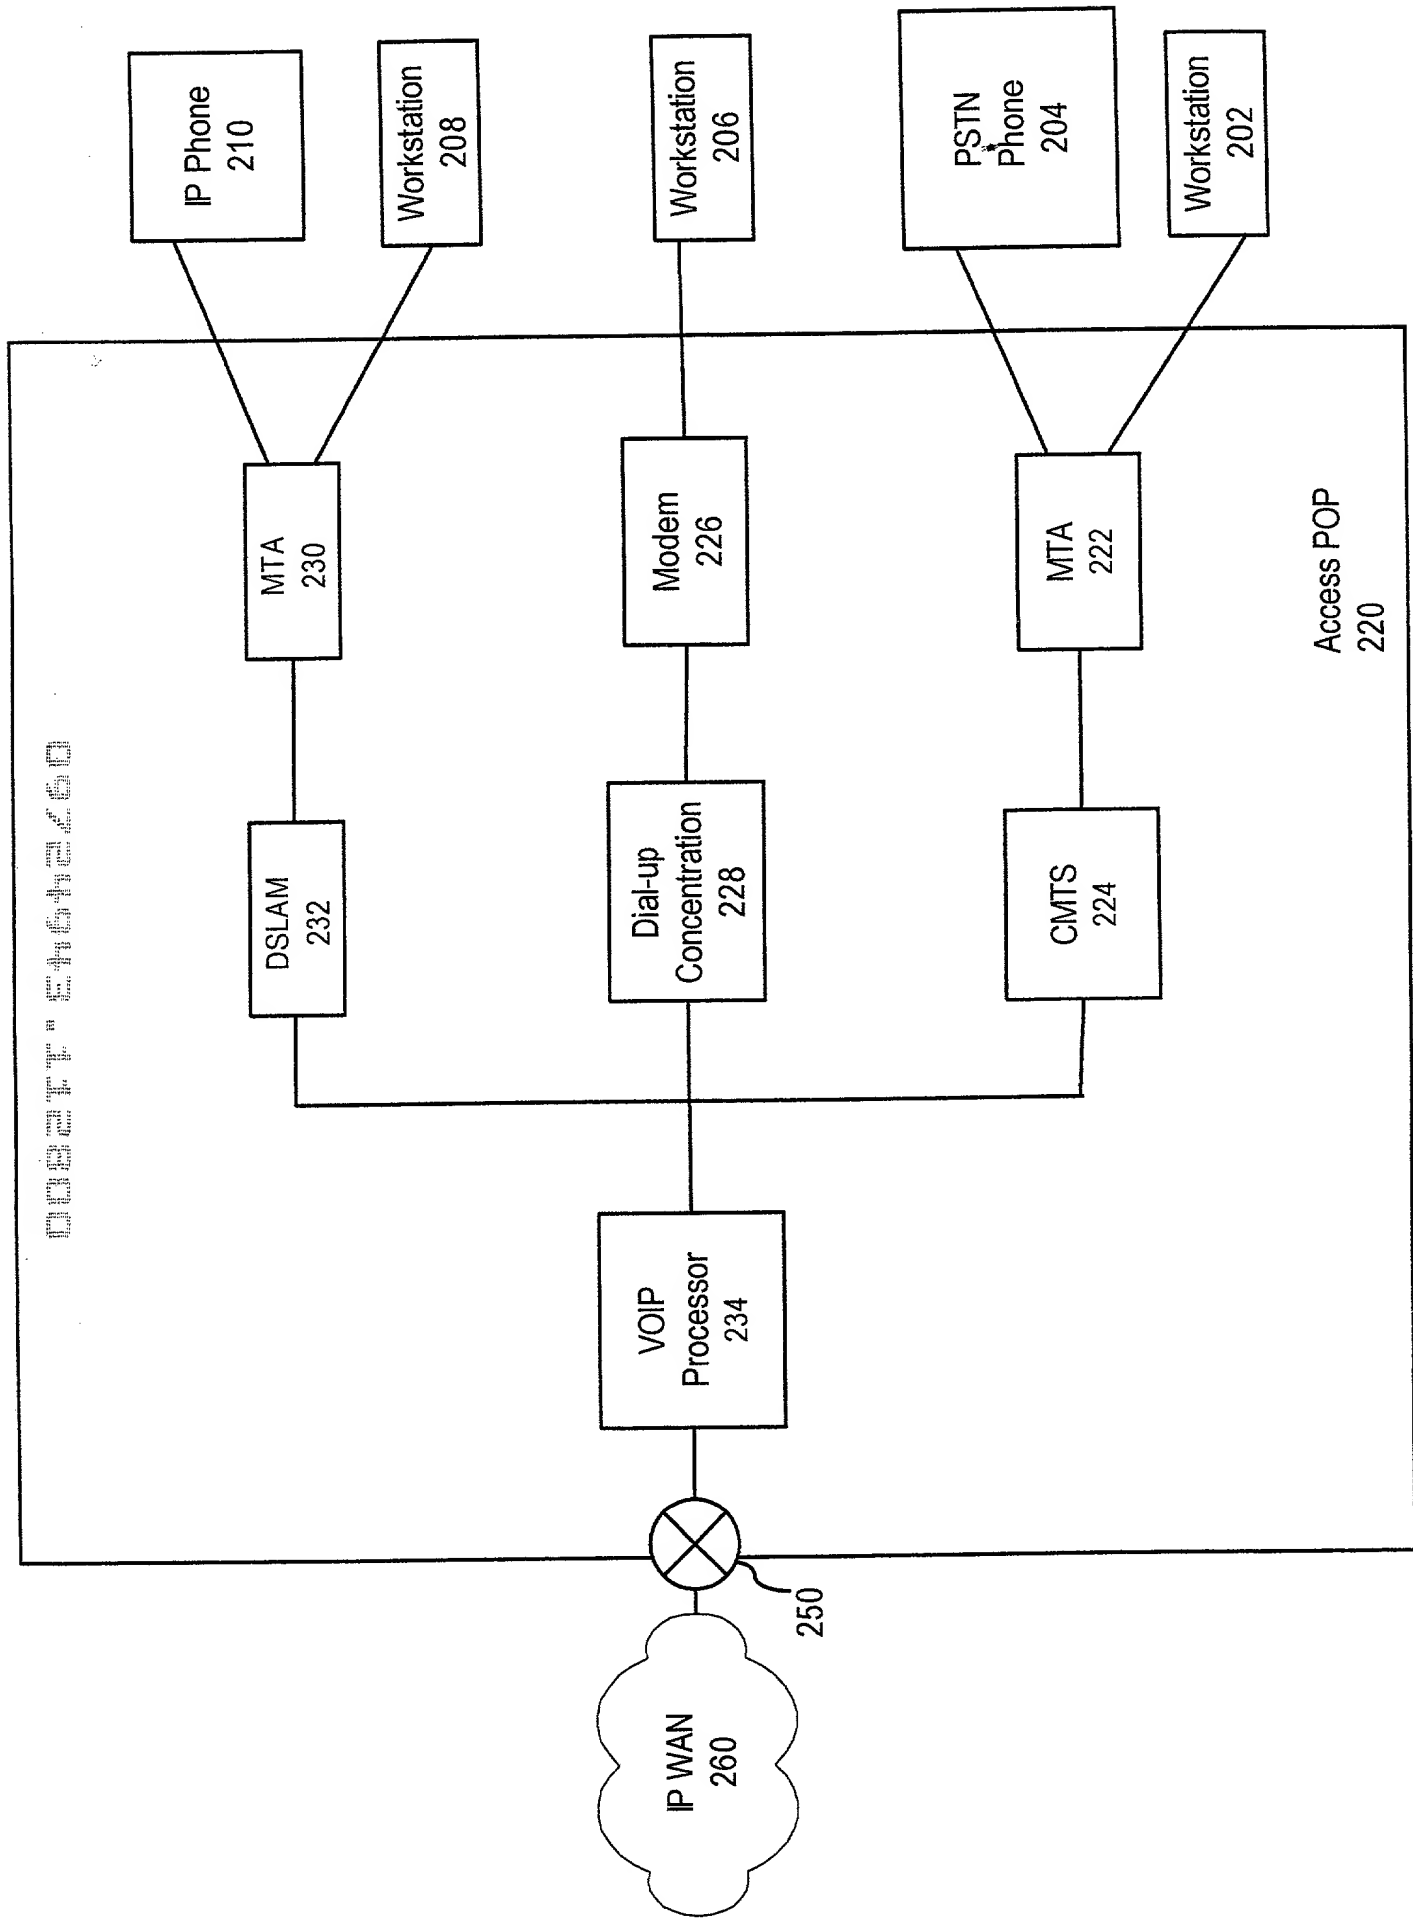 IP Phone
210
Workstation
208
Workstation
206
PSTN
Phone
204
Workstation
202
MTA
230
Modem
226
MTA
222
Access POP
220
DSLAM
232
Dial-up
Concentration
228
CMTS
224
VOIP
Processor
234
250
IP WAN
260